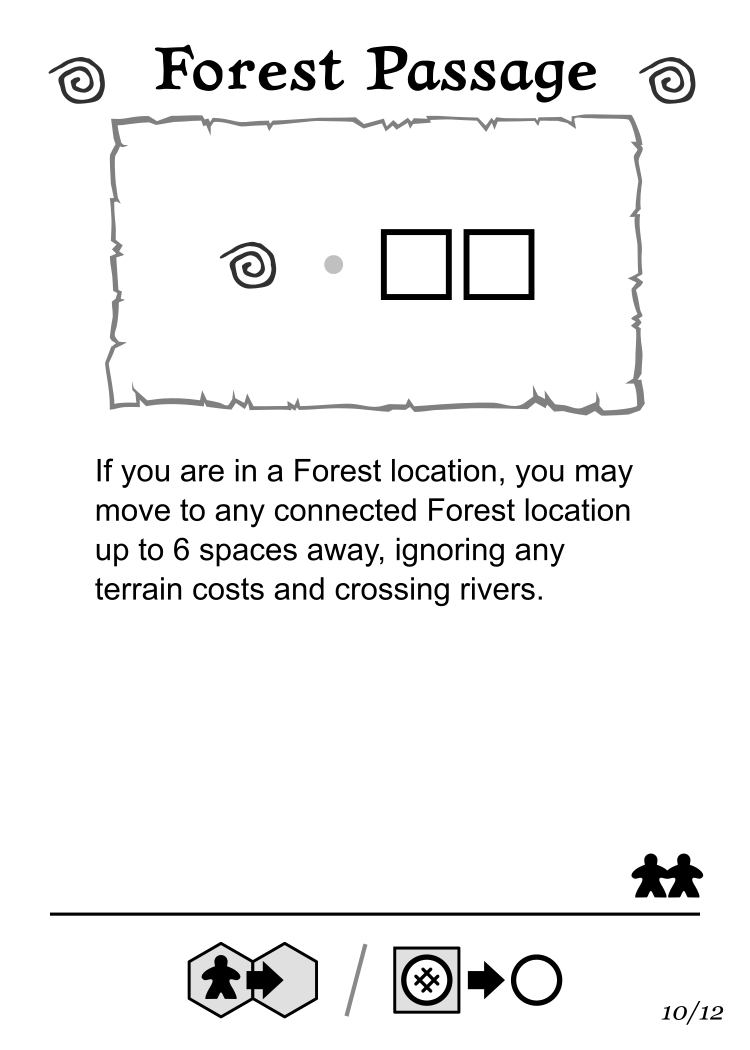 Forest Passage
If you are in a Forest location, you may
move to any connected Forest location
up to 6 spaces away, ignoring any
terrain costs and crossing rivers.
10/12